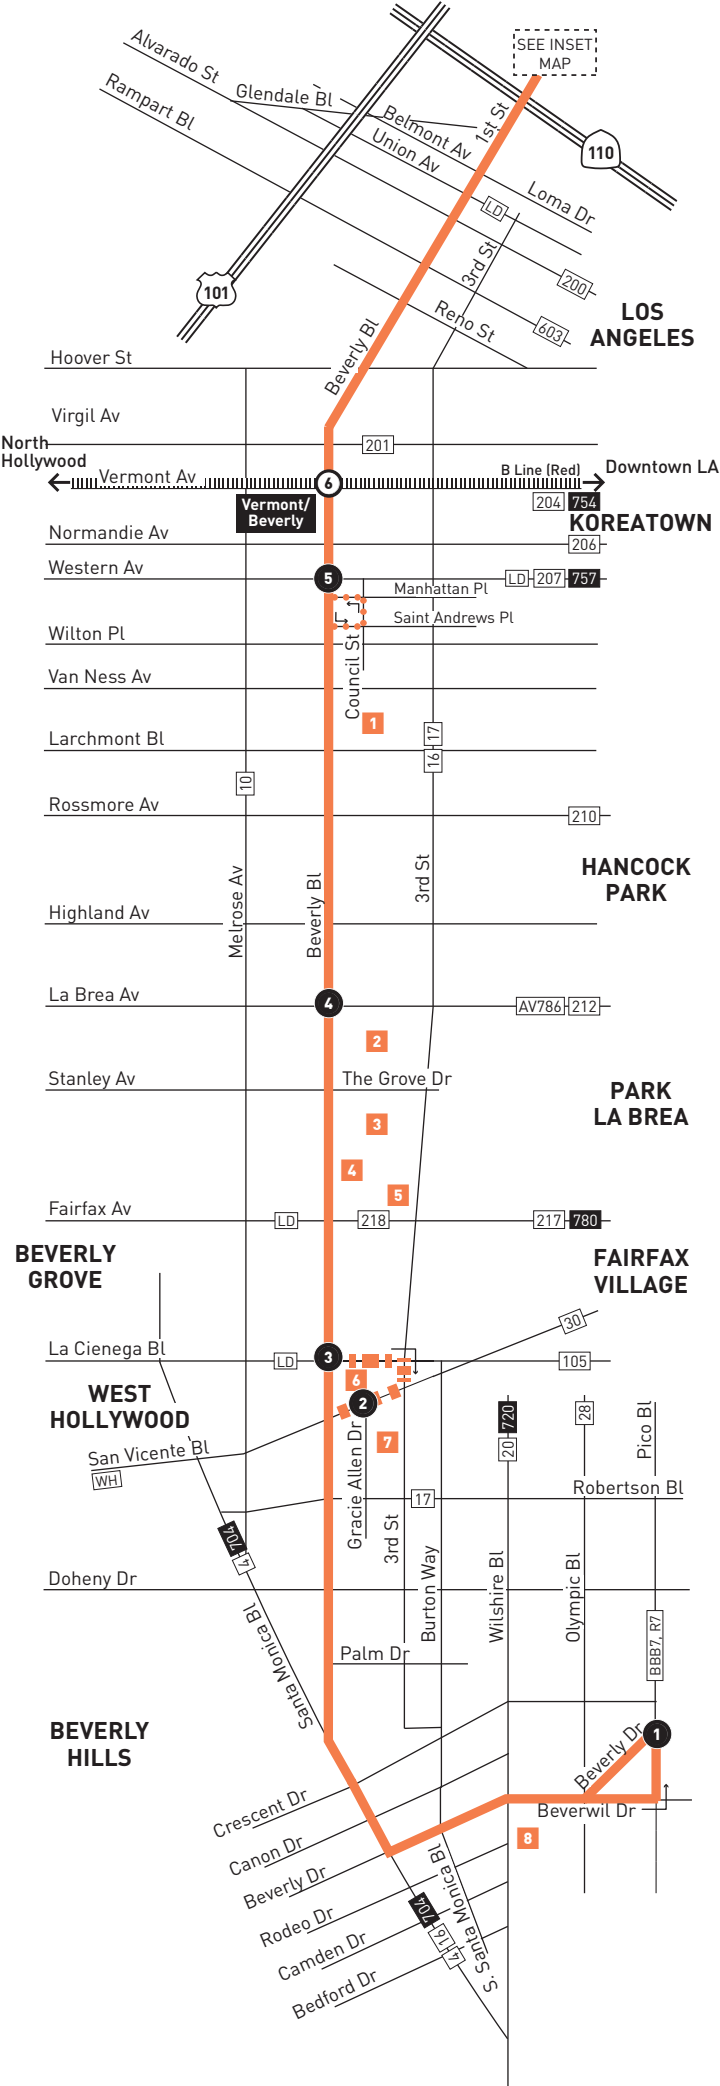 SEE INSET
MAP
Alvarado St
Glendale Bl
Rampart Bl
Belmont Av
Union Av
1st St
110
Loma Dr
LD
3rd St
200
101
Reno St
603
LOS
ANGELES
Beverly Bl
Hoover St
Virgil Av
201
North
Hollywood
Vermont Av
B Line (Red)
Downtown LA
6
Vermont/
Beverly
204
754
KOREATOWN
Normandie Av
206
Western Av
5
LD
207
757
Manhattan Pl
Saint Andrews Pl
Wilton Pl
Council St
Van Ness Av
1
17
16
Larchmont Bl
10
Rossmore Av
210
HANCOCK
PARK
Melrose Av
Beverly Bl
3rd St
Highland Av
La Brea Av
4
AV786
212
2
Stanley Av
The Grove Dr
PARK
LA BREA
3
4
5
Fairfax Av
LD
218
217
780
BEVERLY
GROVE
FAIRFAX
VILLAGE
30
La Cienega Bl
LD
3
105
6
WEST
HOLLYWOOD
2
720
28
Pico Bl
San Vicente Bl
WH
7
20
Gracie Allen Dr
Robertson Bl
17
704
4
3rd St
Burton Way
Wilshire Bl
Olympic Bl
Doheny Dr
Santa Monica Bl
Palm Dr
BBB7, R7
BEVERLY
HILLS
1
Beverly Dr
Beverwil Dr
Crescent Dr
8
Canon Dr
Beverly Dr
Rodeo Dr
Camden Dr
Bedford Dr
704
16
4
S. Santa Monica Bl